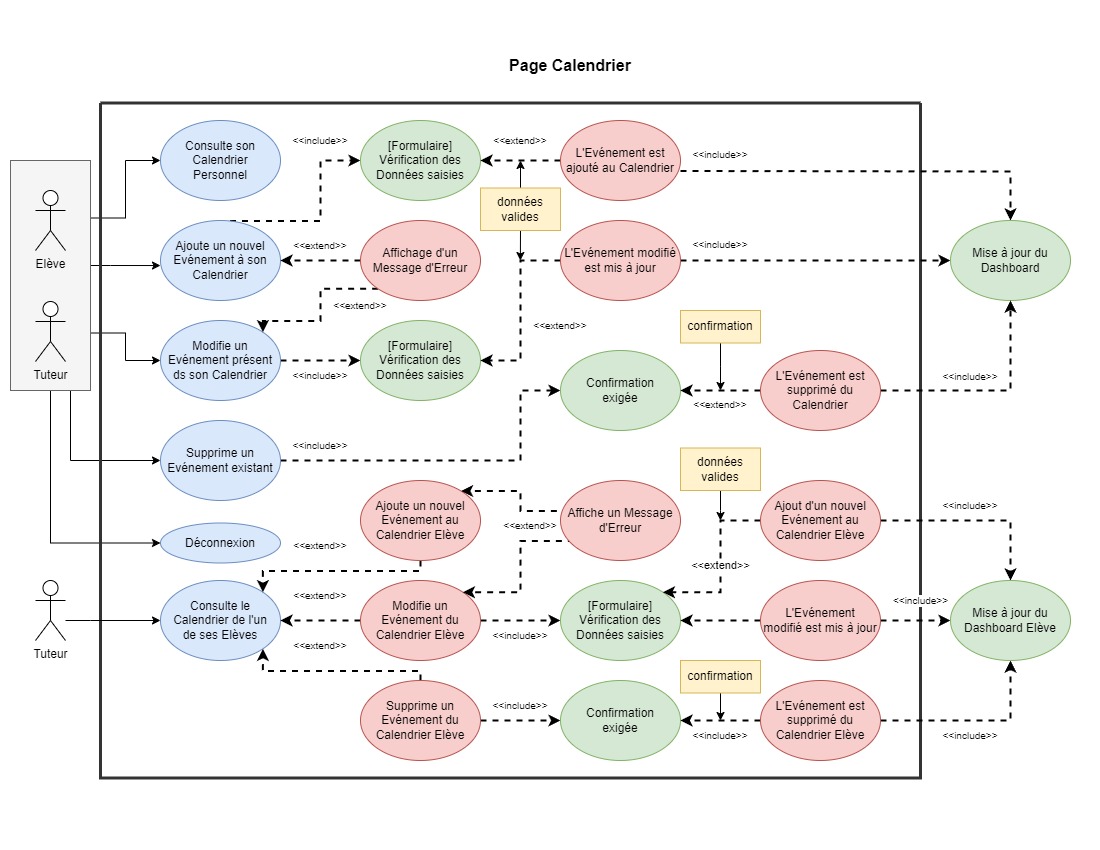 Page Calendrier
Consulte son
Calendrier
Personnel
<<include>>
[Formulaire]
Vérification des
Données saisies
<<extend>>
L'Evénement est
ajouté au Calendrier
<<include>>
données
valides
Elève
Ajoute un nouvel
Evénement à son
Calendrier
<<extend>>
Affichage d'un
Message d'Erreur
L'Evénement modifié
est mis à jour
<<include>>
Mise à jour du
Dashboard
<<extend>>
<<extend>>
confirmation
Tuteur
Modifie un
Evénement présent
ds son Calendrier
<<include>>
[Formulaire]
Vérification des
Données saisies
Confirmation
exigée
<<extend>>
L'Evénement est
supprimé du
Calendrier
<<include>>
Supprime un
Evénement existant
<<include>>
données
valides
Ajoute un nouvel
Evénement au
Calendrier Elève
<<extend>>
Affiche un Message
d'Erreur
Ajout d'un nouvel
Evénement au
Calendrier Elève
<<include>>
Déconnexion
<<extend>>
<<extend>>
Tuteur
Consulte le
Calendrier de l'un
de ses Elèves
<<extend>>
<<extend>>
Modifie un
Evénement du
Calendrier Elève
<<include>>
[Formulaire]
Vérification des
Données saisies
L'Evénement
modifié est mis à jour
<<include>>
Mise à jour du
Dashboard Elève
confirmation
Supprime un
Evénement du
Calendrier Elève
<<include>>
Confirmation
exigée
<<include>>
L'Evénement est
supprimé du
Calendrier Elève
<<include>>